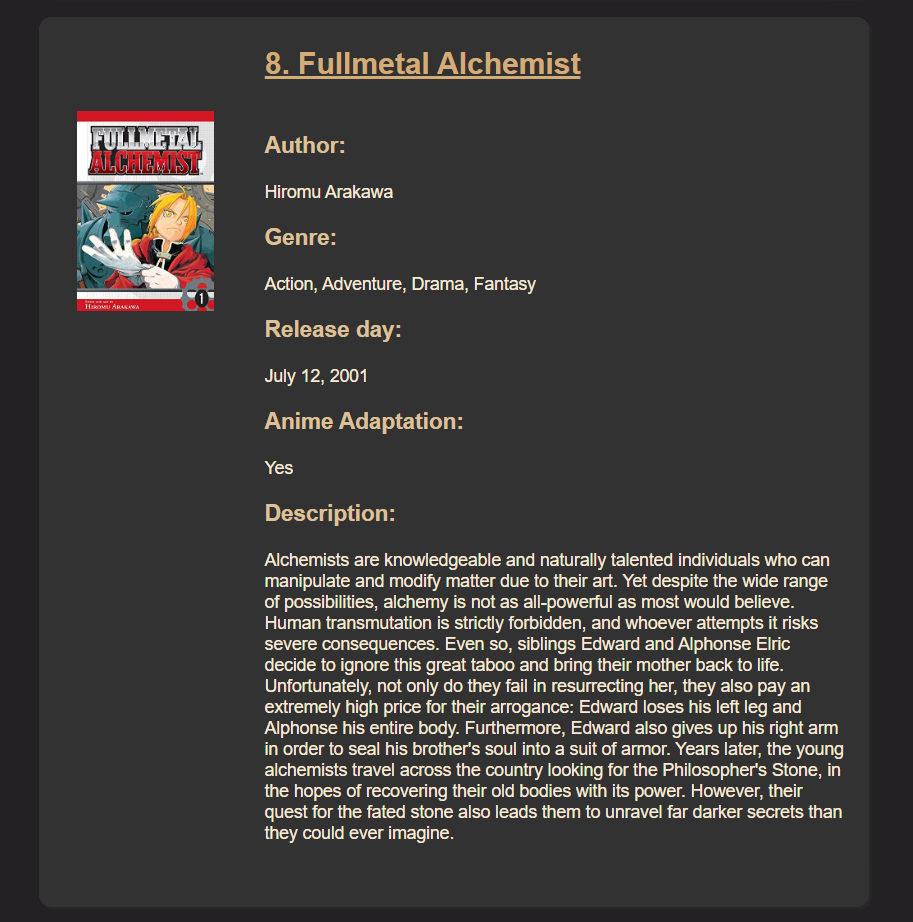 8. Fullmetal Alchemist
FULLMETAL
ALCHEMIST
HIROMU ARAKAWA
1
Author:
Hiromu Arakawa
Genre:
Action, Adventure, Drama, Fantasy
Release day:
July 12, 2001
Anime Adaptation:
Yes
Description:
Alchemists are knowledgeable and naturally talented individuals who can
manipulate and modify matter due to their art. Yet despite the wide range
of possibilities, alchemy is not as all-powerful as most would believe.
Human transmutation is strictly forbidden, and whoever attempts it risks
severe consequences. Even so, siblings Edward and Alphonse Elric
decide to ignore this great taboo and bring their mother back to life.
Unfortunately, not only do they fail in resurrecting her, they also pay an
extremely high price for their arrogance: Edward loses his left leg and
Alphonse his entire body. Furthermore, Edward also gives up his right arm
in order to seal his brother's soul into a suit of armor. Years later, the young
alchemists travel across the country looking for the Philosopher's Stone, in
the hopes of recovering their old bodies with its power. However, their
quest for the fated stone also leads them to unravel far darker secrets than
they could ever imagine.